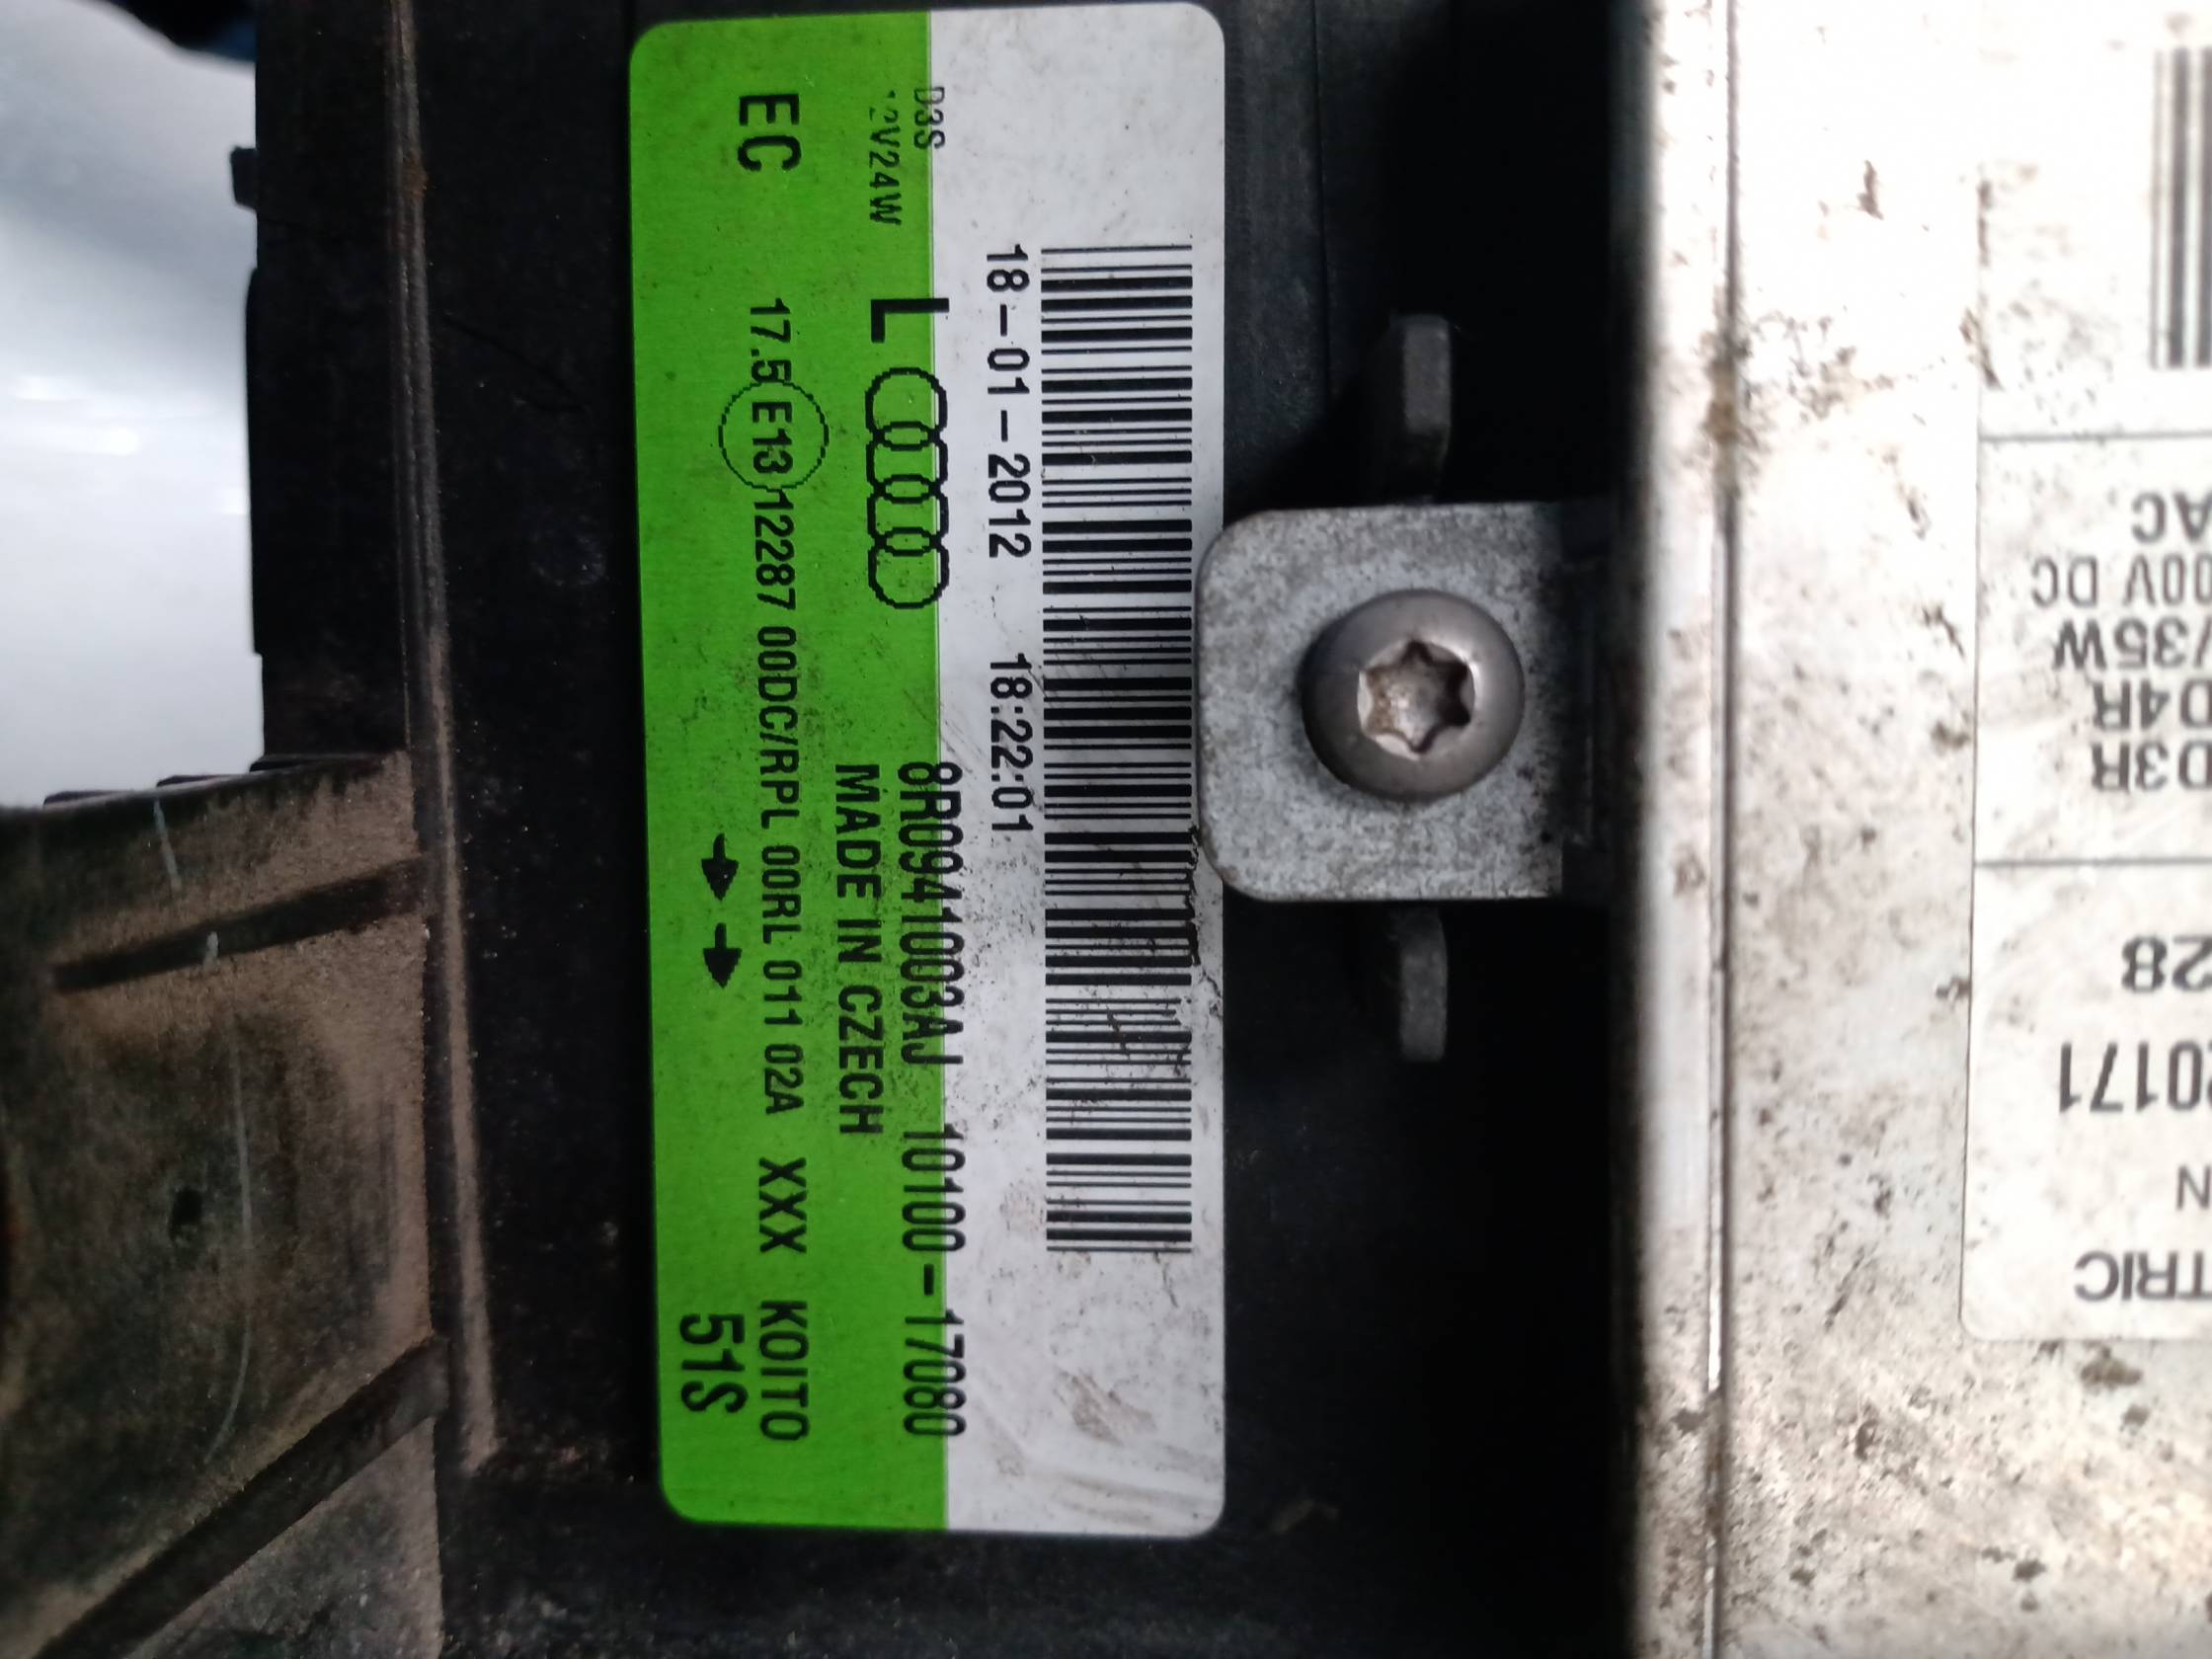 D3S
12V24W
EC
L
18-01-2012 18:22:01
8R0941003AJ 10100-17080
MADE IN CZECH
17.5 E13 12287 00DC/RPL 00RL 011 02A XXX KOITO
51S
TRIC
N
20171
28
D3R
D4R
/35W
00V DC
AC